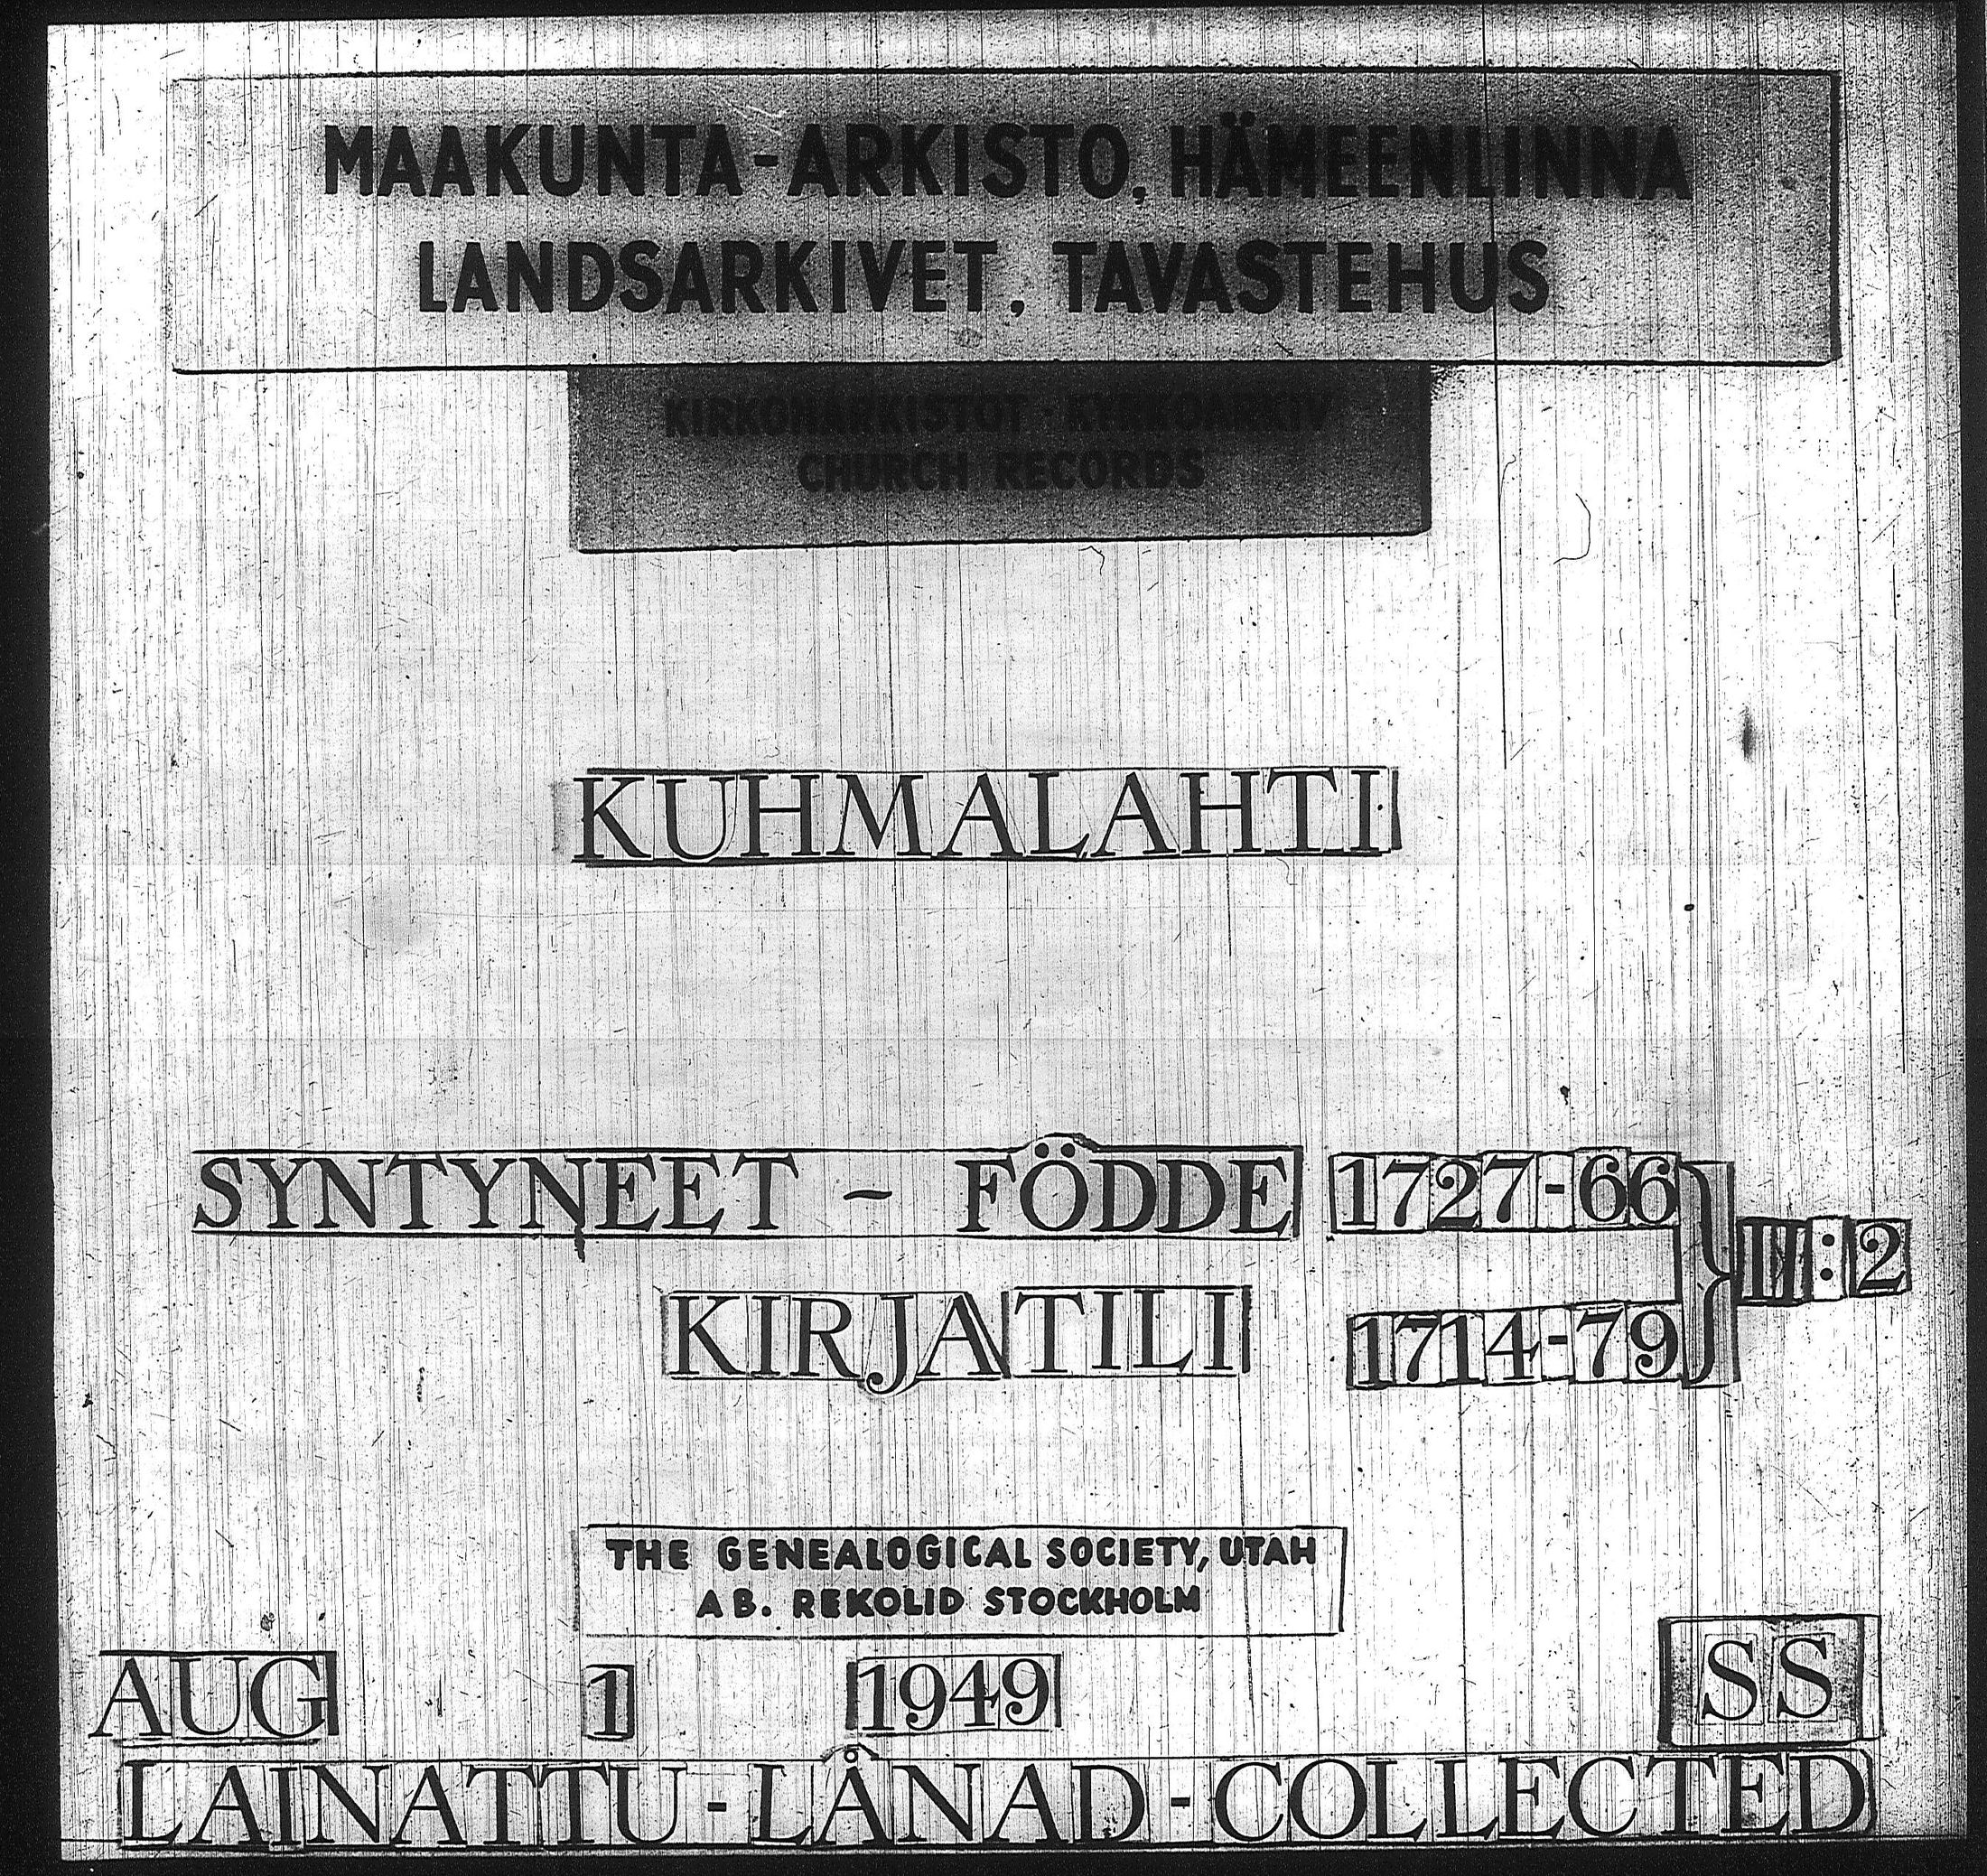 MAAKUNTA-ARKISTO, HÄMEENLINNA
LANDSARKIVET, TAVASTEHUS
KIRKONARKISTOT - KYRKOARKIV
CHURCH RECORDS
KUHMALAHTI
SYNTYNEET - FÖDDE 1727-66
KIRJATILI 1714-79
:2
THE GENEALOGICAL SOCIETY, UTAH
AB. REKOLID STOCKHOLM
AUG 1 1949 SS
LAINATTU-LÅNAD-COLLECTED